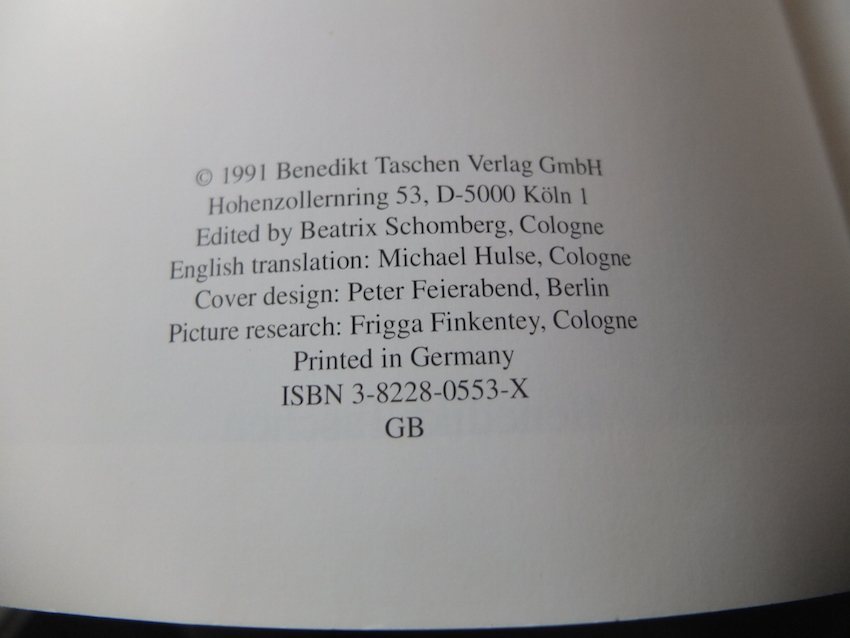 © 1991 Benedikt Taschen Verlag GmbH
Hohenzollernring 53, D-5000 Köln 1
Edited by Beatrix Schomberg, Cologne
English translation: Michael Hulse, Cologne
Cover design: Peter Feierabend, Berlin
Picture research: Frigga Finkentey, Cologne
Printed in Germany
ISBN 3-8228-0553-X
GB